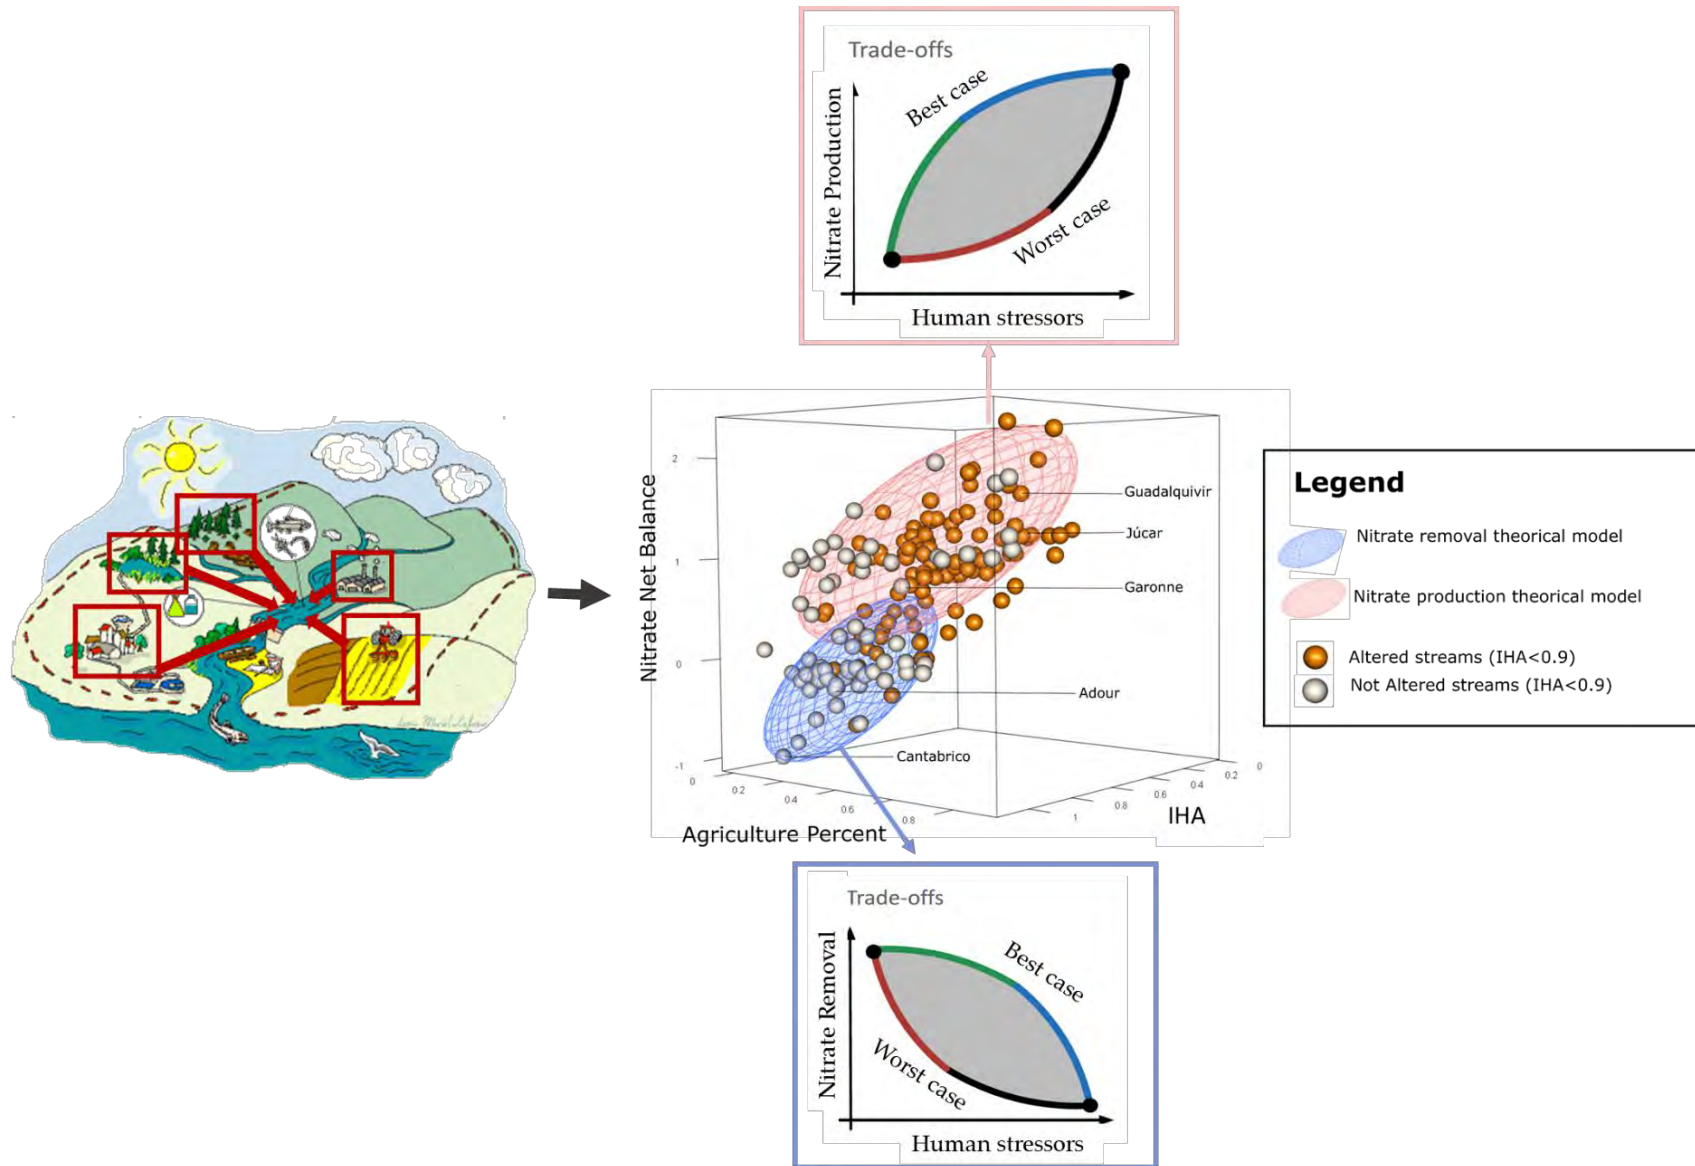 Trade-offs
Nitrate Production
Best case
Worst case
Human stressors
Nitrate Net Balance
2
1
0
-1
Guadalquivir
Júcar
Garonne
Adour
Cantabrico
0
0.2
0.4
0.6
0.8
Agriculture Percent
1
0.8
0.6
0.4
0.2
0
IHA
Legend
Nitrate removal theorical model
Nitrate production theorical model
Altered streams (IHA<0.9)
Not Altered streams (IHA<0.9)
Trade-offs
Nitrate Removal
Best case
Worst case
Human stressors